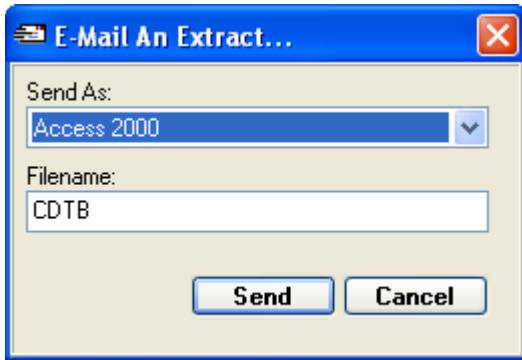 E-Mail An Extract...
Send As:
Access 2000
Filename:
CDTB
Send Cancel